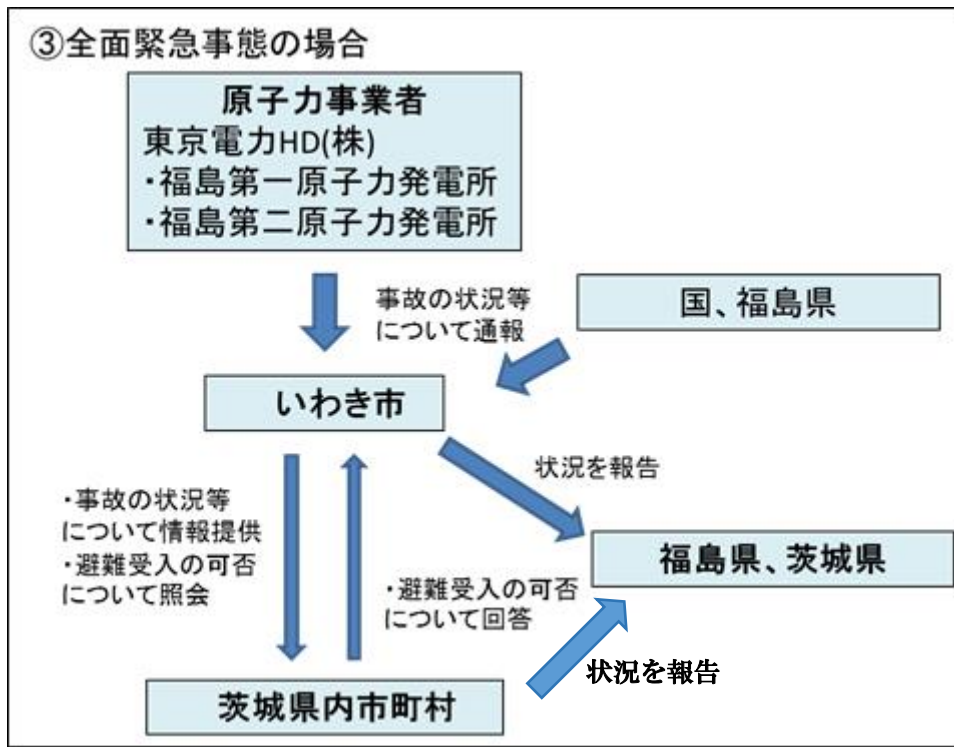 ③全面緊急事態の場合
原子力事業者
東京電力HD(株)
・福島第一原子力発電所
・福島第二原子力発電所
事故の状況等
について通報
国、福島県
いわき市
状況を報告
・事故の状況等
について情報提供
・避難受入の可否
について照会
・避難受入の可否
について回答
福島県、茨城県
状況を報告
茨城県内市町村